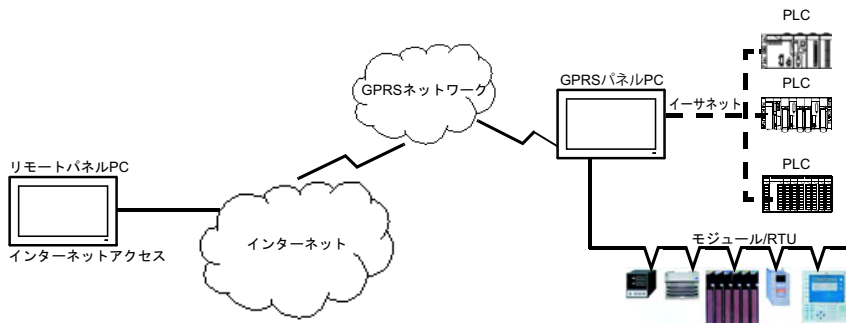 PLC
GPRSネットワーク
GPRSパネルPC
PLC
イーサネット
リモートパネルPC
PLC
インターネット
インターネットアクセス
モジュール/RTU